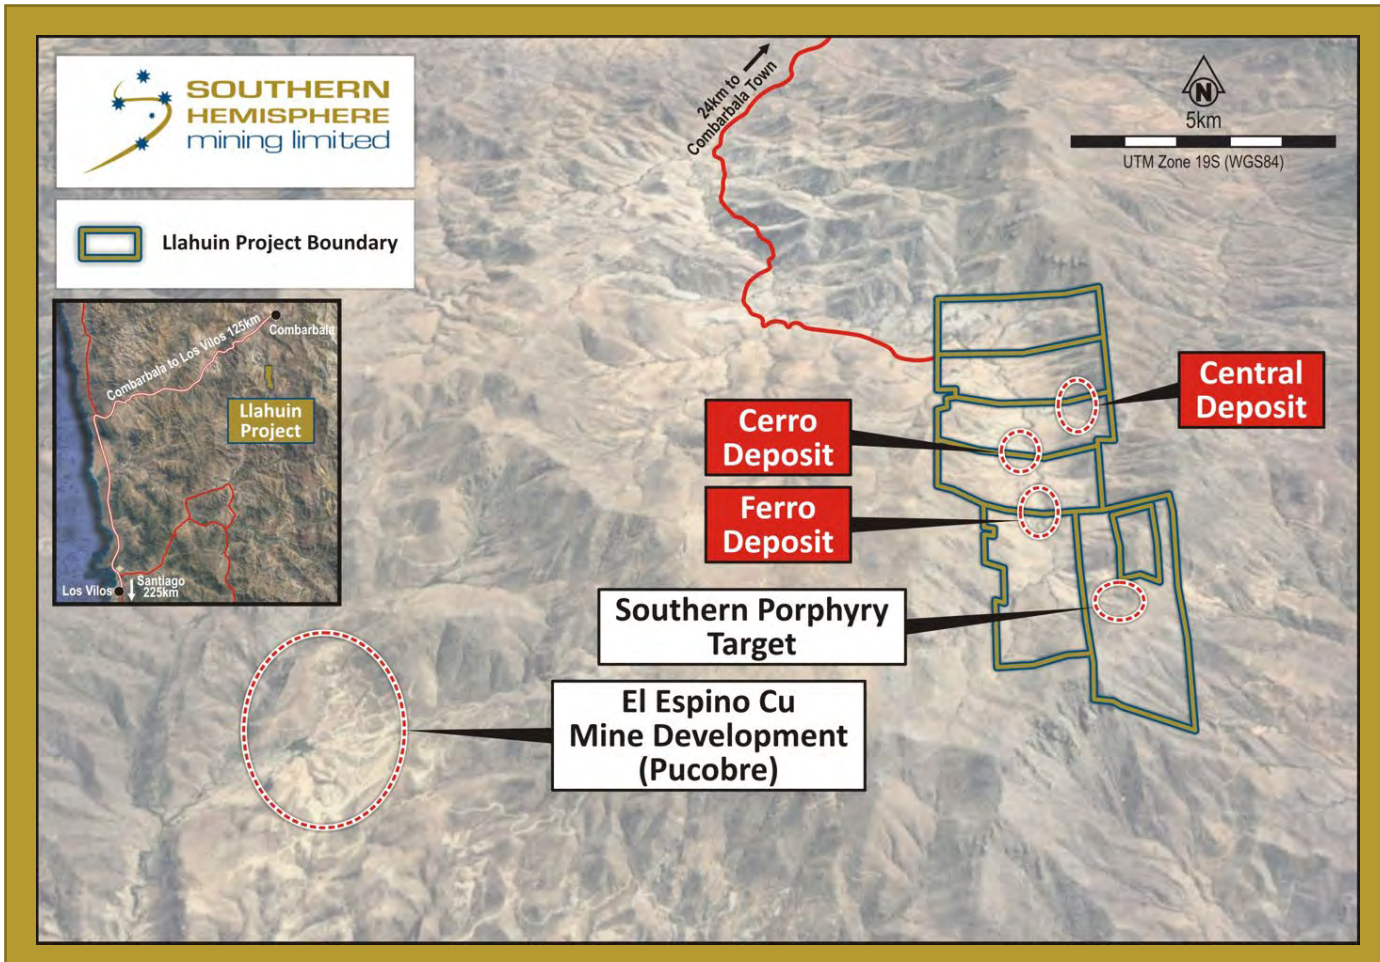 SOUTHERN
HEMISPHERE
mining limited
Llahuin Project Boundary
24km to
Combarbala Town
N
5km
UTM Zone 19S (WGS84)
Combarbala to Los Vilos 125km
Combarbala
Llahuin
Project
Los Vilos
Santiago
225km
Central
Deposit
Cerro
Deposit
Ferro
Deposit
Southern Porphyry
Target
El Espino Cu
Mine Development
(Pucobre)